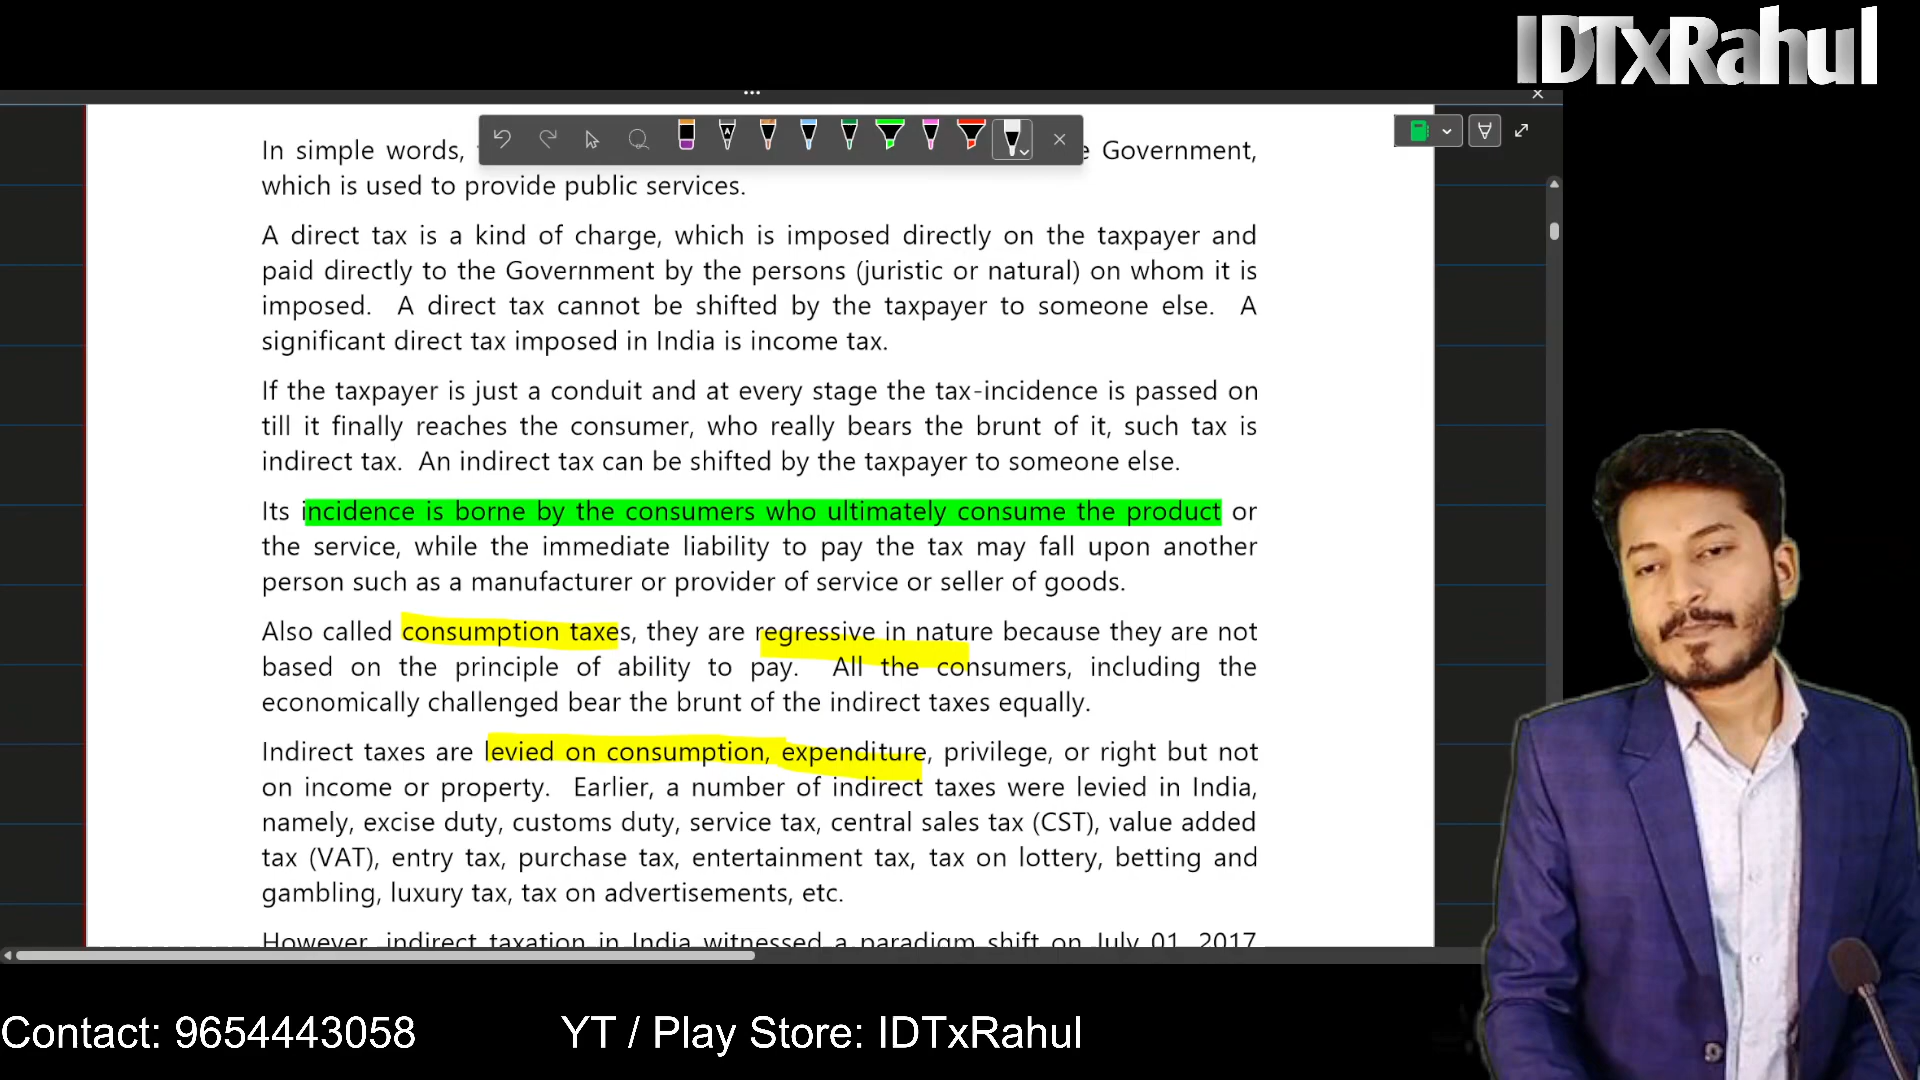 IDTxRahul
In simple words, e Government,
which is used to provide public services.
A direct tax is a kind of charge, which is imposed directly on the taxpayer and
paid directly to the Government by the persons (juristic or natural) on whom it is
imposed. A direct tax cannot be shifted by the taxpayer to someone else. A
significant direct tax imposed in India is income tax.
If the taxpayer is just a conduit and at every stage the tax-incidence is passed on
till it finally reaches the consumer, who really bears the brunt of it, such tax is
indirect tax. An indirect tax can be shifted by the taxpayer to someone else.
Its incidence is borne by the consumers who ultimately consume the product or
the service, while the immediate liability to pay the tax may fall upon another
person such as a manufacturer or provider of service or seller of goods.
Also called consumption taxes, they are regressive in nature because they are not
based on the principle of ability to pay. All the consumers, including the
economically challenged bear the brunt of the indirect taxes equally.
Indirect taxes are levied on consumption, expenditure, privilege, or right but not
on income or property. Earlier, a number of indirect taxes were levied in India,
namely, excise duty, customs duty, service tax, central sales tax (CST), value added
tax (VAT), entry tax, purchase tax, entertainment tax, tax on lottery, betting and
gambling, luxury tax, tax on advertisements, etc.
However, indirect taxation in India witnessed a paradigm shift on July 01, 2017
Contact: 9654443058 YT / Play Store: IDTxRahul